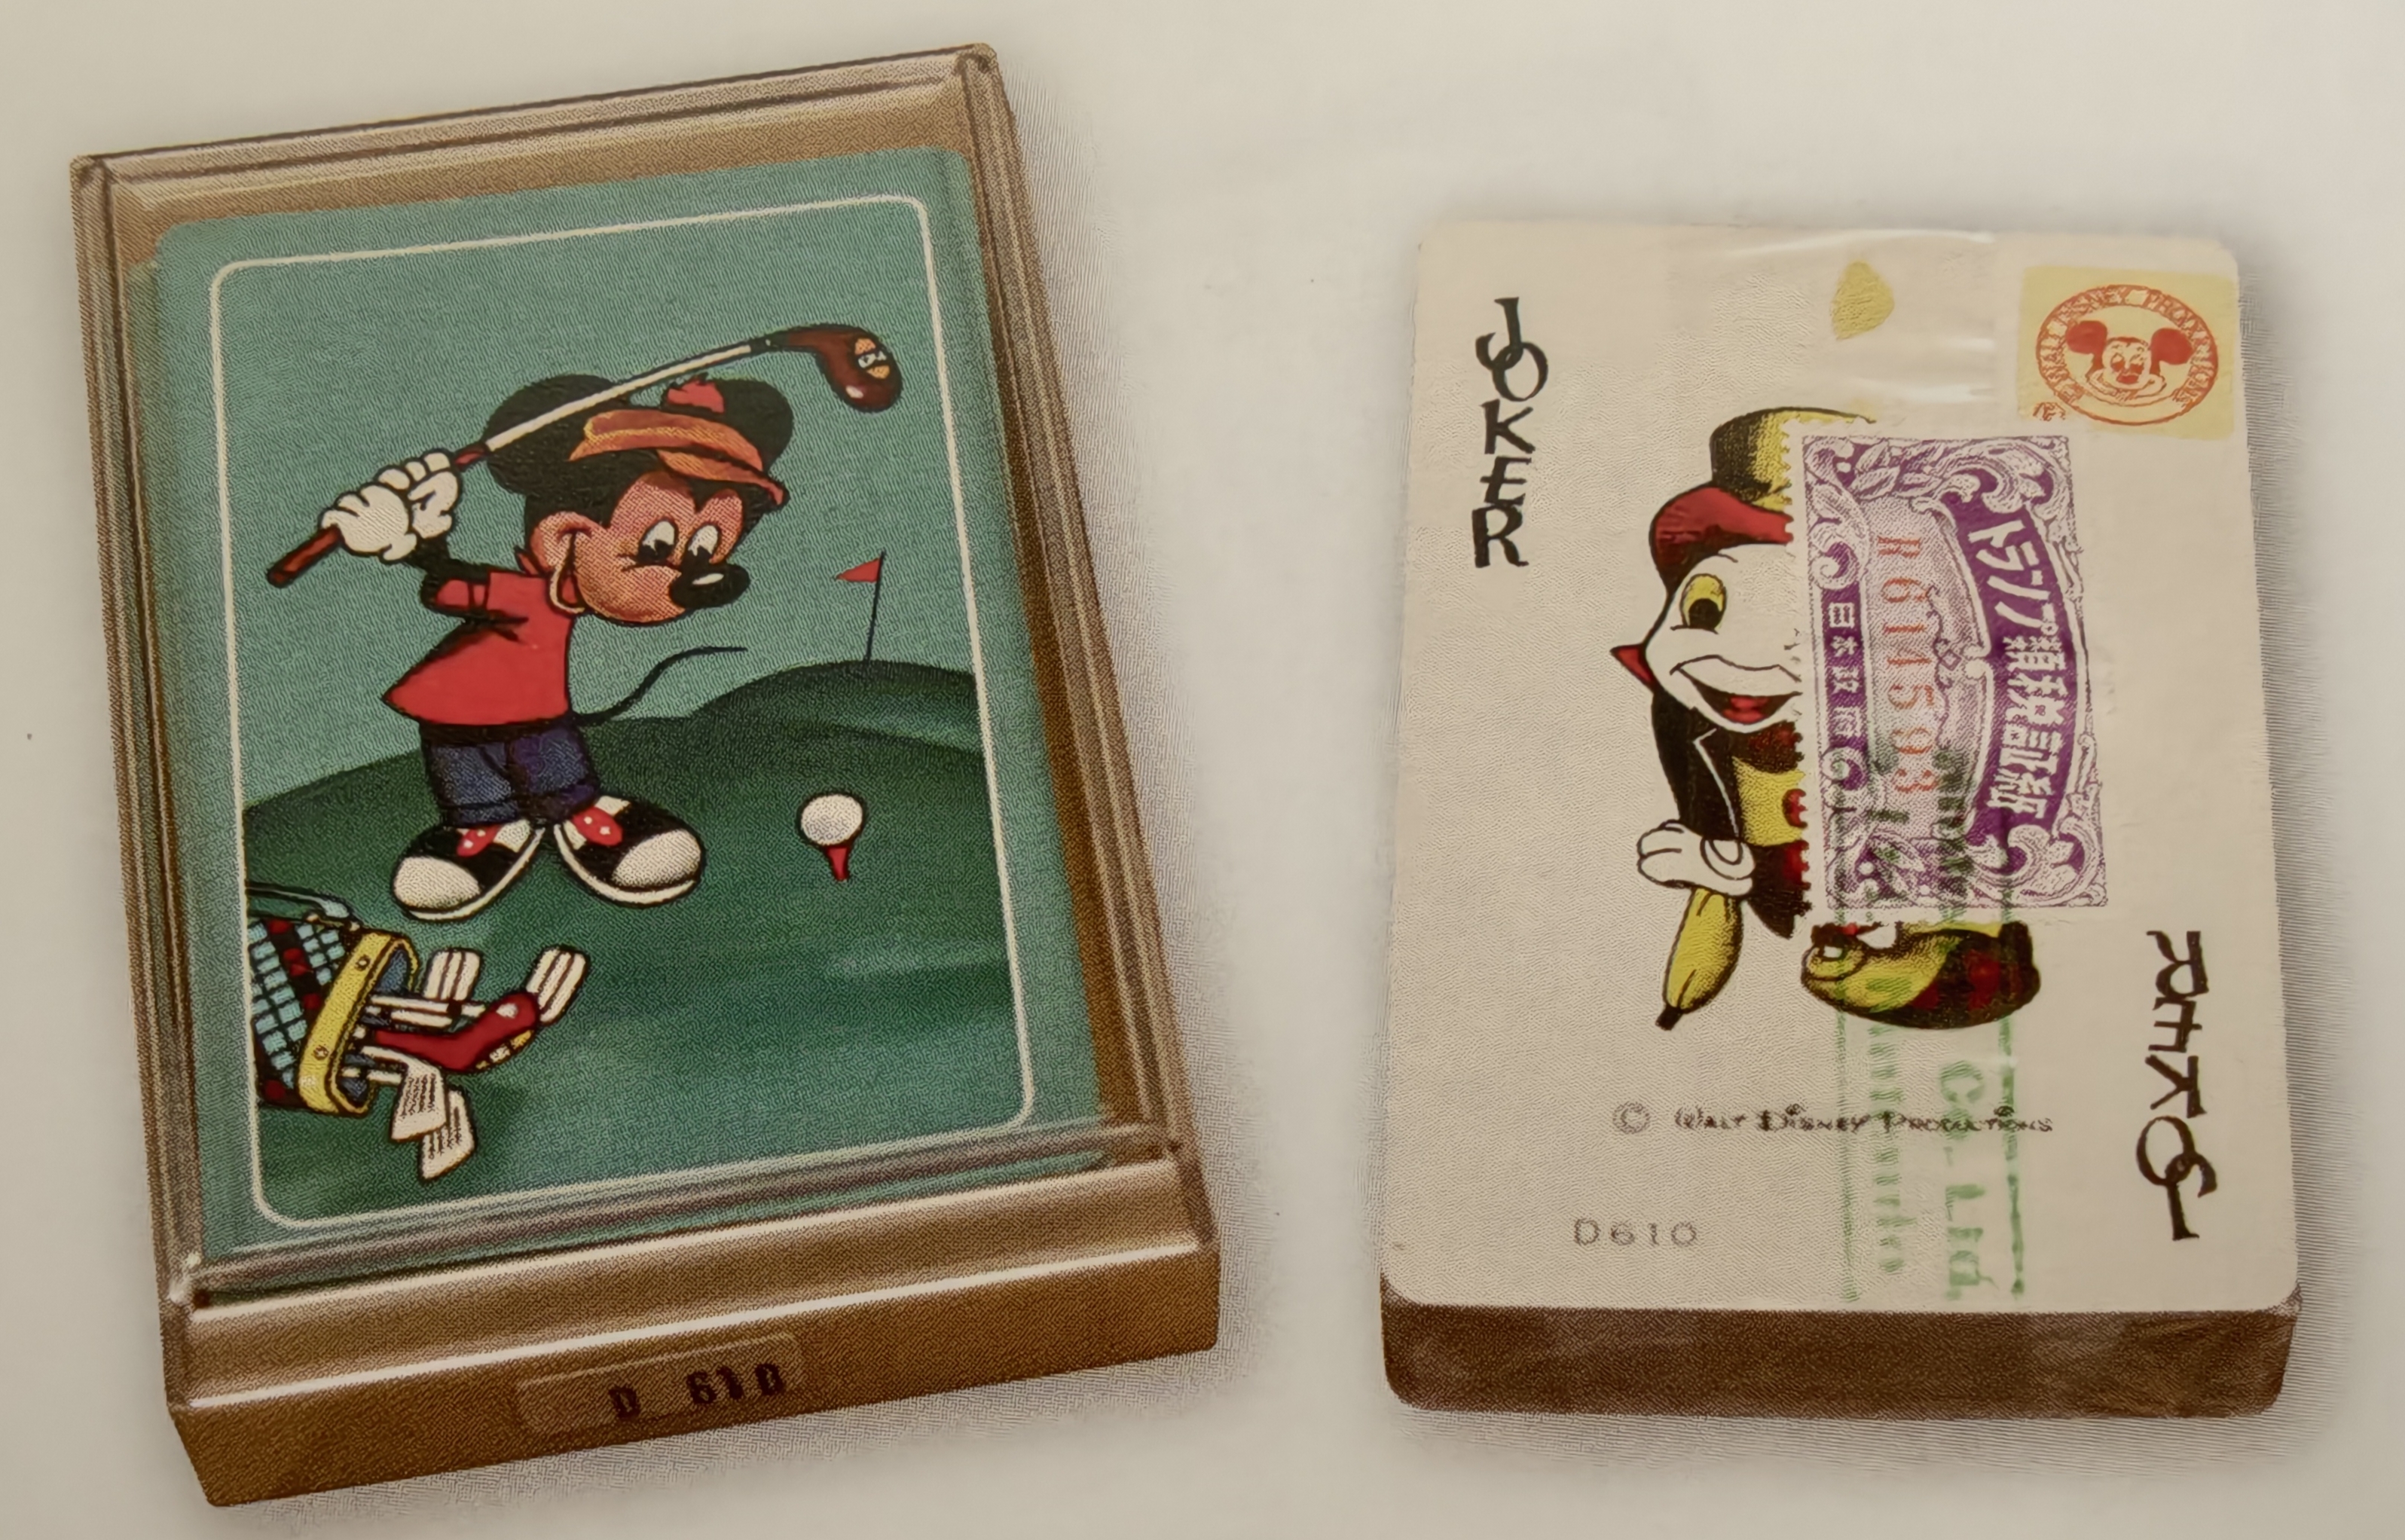 D 610
JOKER
WALT DISNEY PRODUCTIONS
トランプ類税証紙
R614593
日本政府
Co., Ltd.
© WALT DISNEY PRODUCTIONS
D610
JOKER